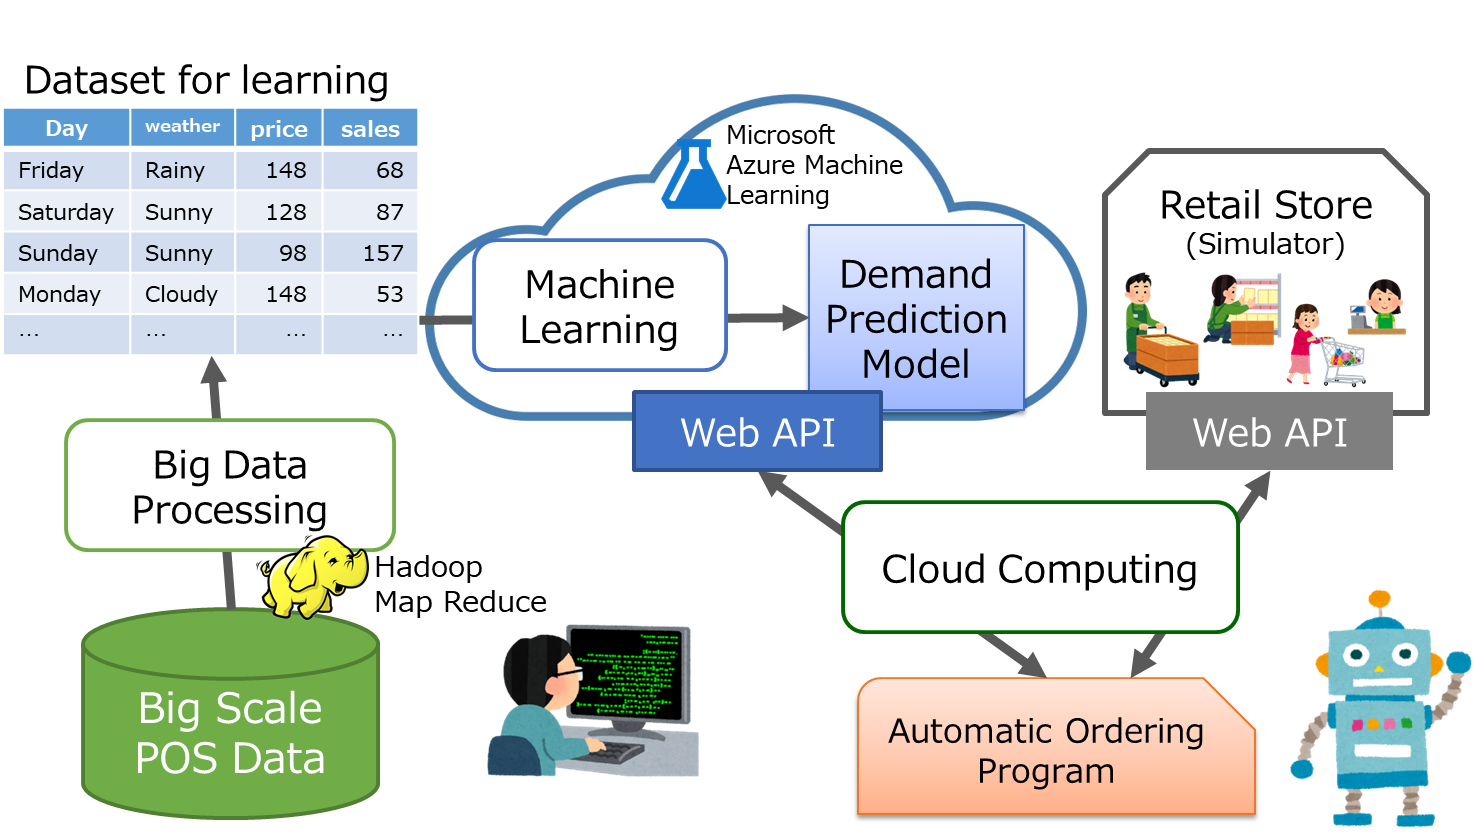 Dataset for learning
Day weather price sales
Friday Rainy 148 68
Saturday Sunny 128 87
Sunday Sunny 98 157
Monday Cloudy 148 53
... ... ... ...
Big Data
Processing
Hadoop
Map Reduce
Big Scale
POS Data
Microsoft
Azure Machine
Learning
Machine
Learning
Demand
Prediction
Model
Web API
Retail Store
(Simulator)
Web API
Cloud Computing
Automatic Ordering
Program